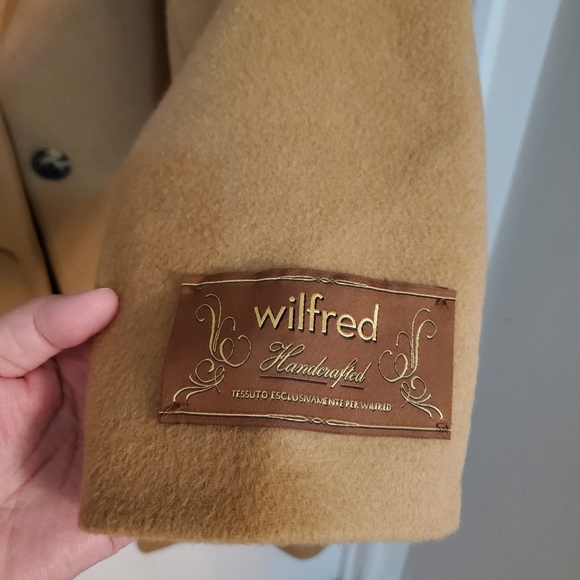 wilfred
Handcrafted
TESSUTO ESCLUSIVAMENTE PER WILFRED